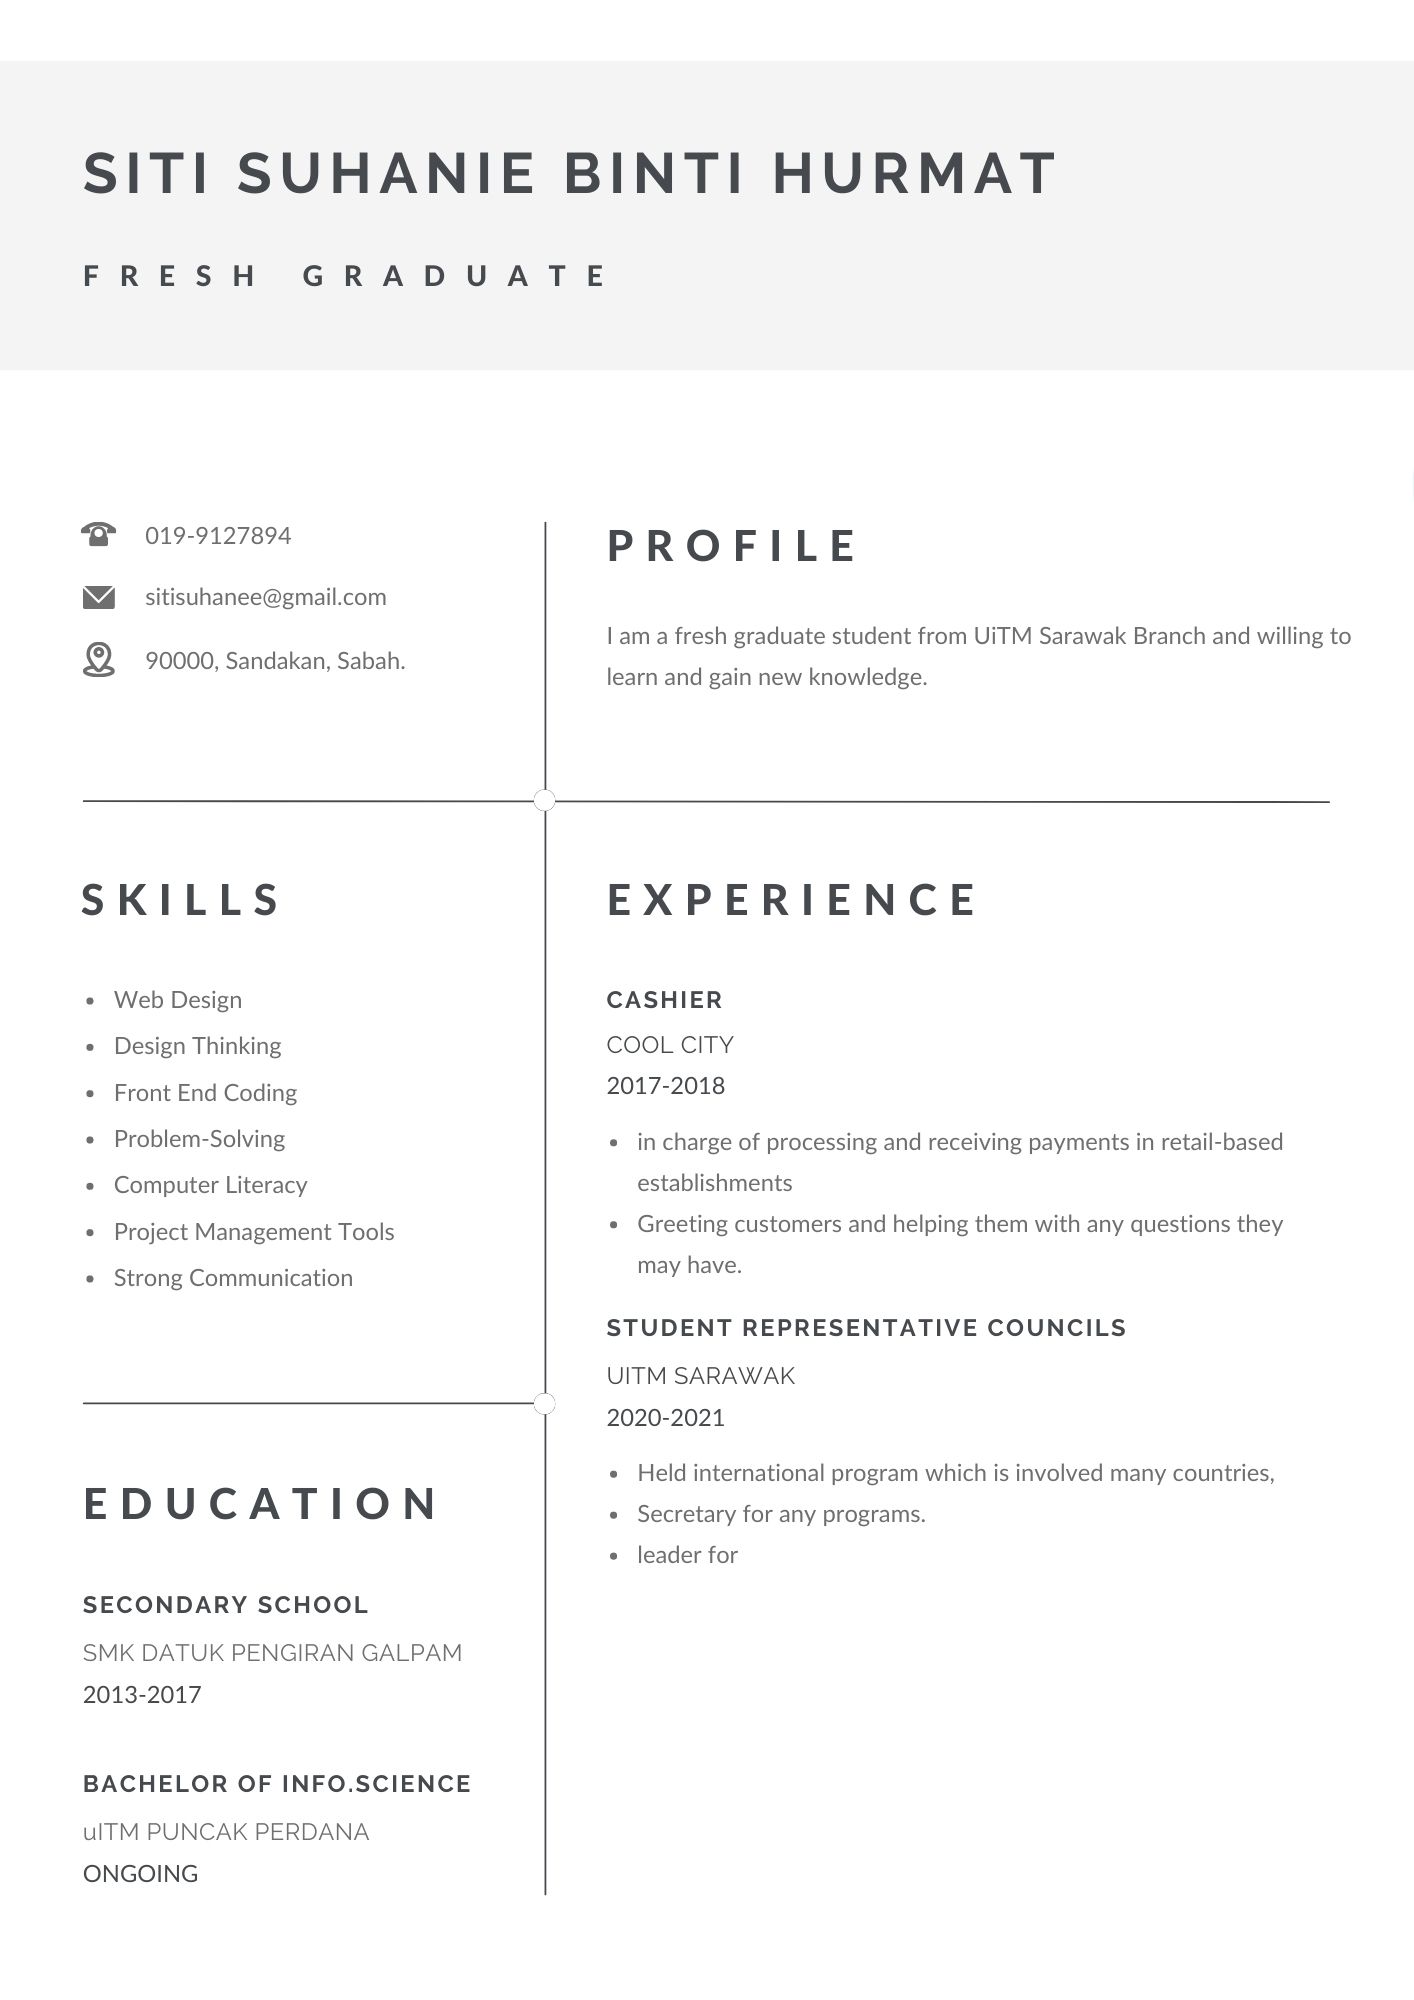 SITI SUHANIE BINTI HURMAT
FRESH GRADUATE
019-9127894
sitisuhanee@gmail.com
90000, Sandakan, Sabah.
PROFILE
I am a fresh graduate student from UiTM Sarawak Branch and willing to
learn and gain new knowledge.
SKILLS
• Web Design
• Design Thinking
• Front End Coding
• Problem-Solving
• Computer Literacy
• Project Management Tools
• Strong Communication
EDUCATION
SECONDARY SCHOOL
SMK DATUK PENGIRAN GALPAM
2013-2017
BACHELOR OF INFO.SCIENCE
uITM PUNCAK PERDANA
ONGOING
EXPERIENCE
CASHIER
COOL CITY
2017-2018
• in charge of processing and receiving payments in retail-based
establishments
• Greeting customers and helping them with any questions they
may have.
STUDENT REPRESENTATIVE COUNCILS
UITM SARAWAK
2020-2021
• Held international program which is involved many countries,
• Secretary for any programs.
• leader for